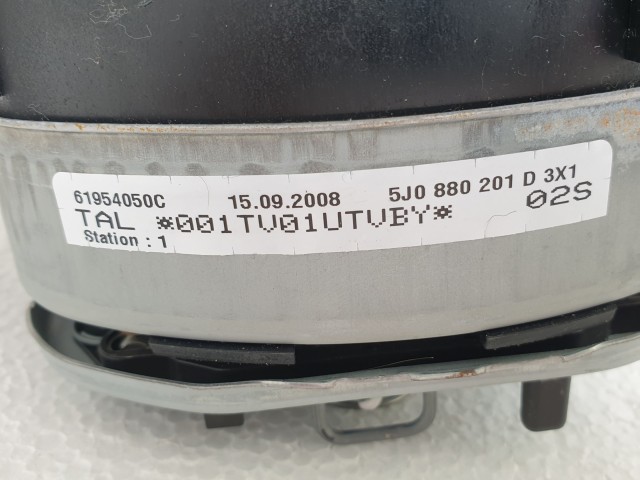 61954050C 15.09.2008 5J0 880 201 D 3X1
TAL *001TV01UTVBY* 02S
Station : 1